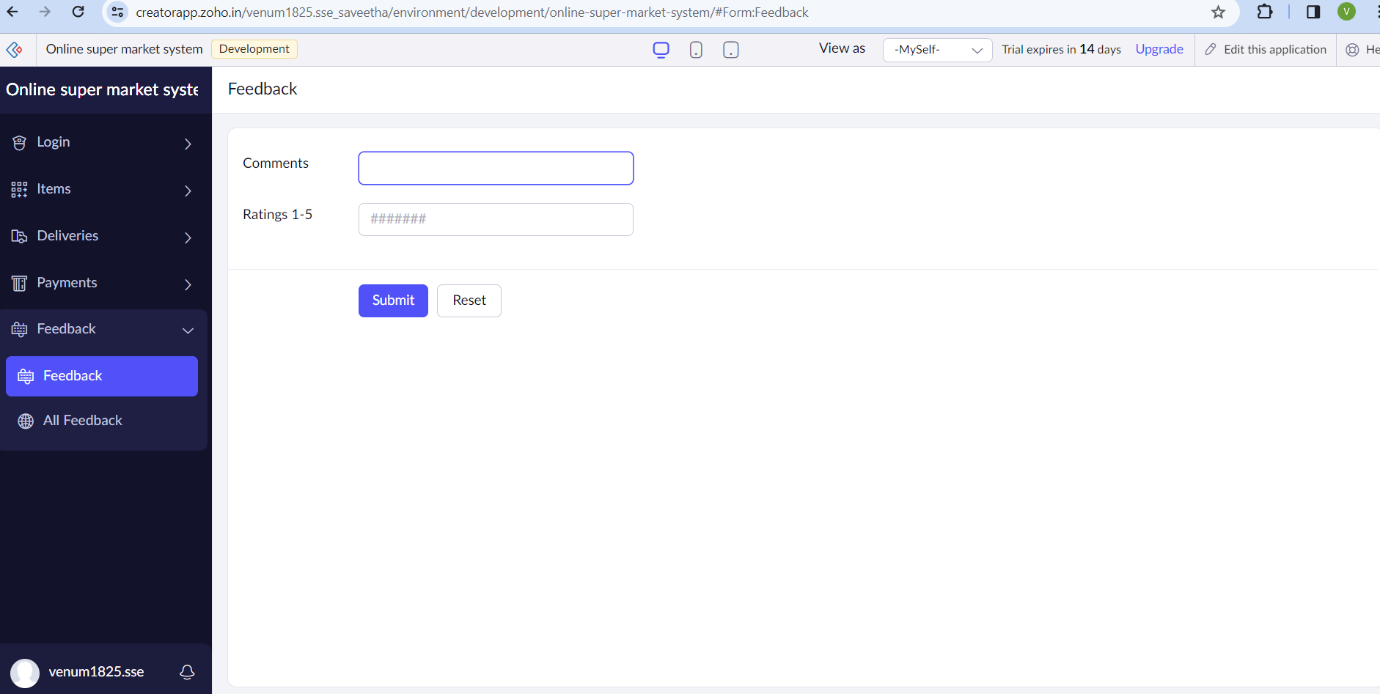 creatorapp.zoho.in/venum1825.sse_saveetha/environment/development/online-super-market-system/#Form:Feedback
V
Online super market system
Development
View as
-MySelf-
Trial expires in 14 days
Upgrade
Edit this application
He
Online super market syste
Feedback
Login
Items
Deliveries
Payments
Feedback
Feedback
All Feedback
Comments
Ratings 1-5
#######
Submit
Reset
venum1825.sse